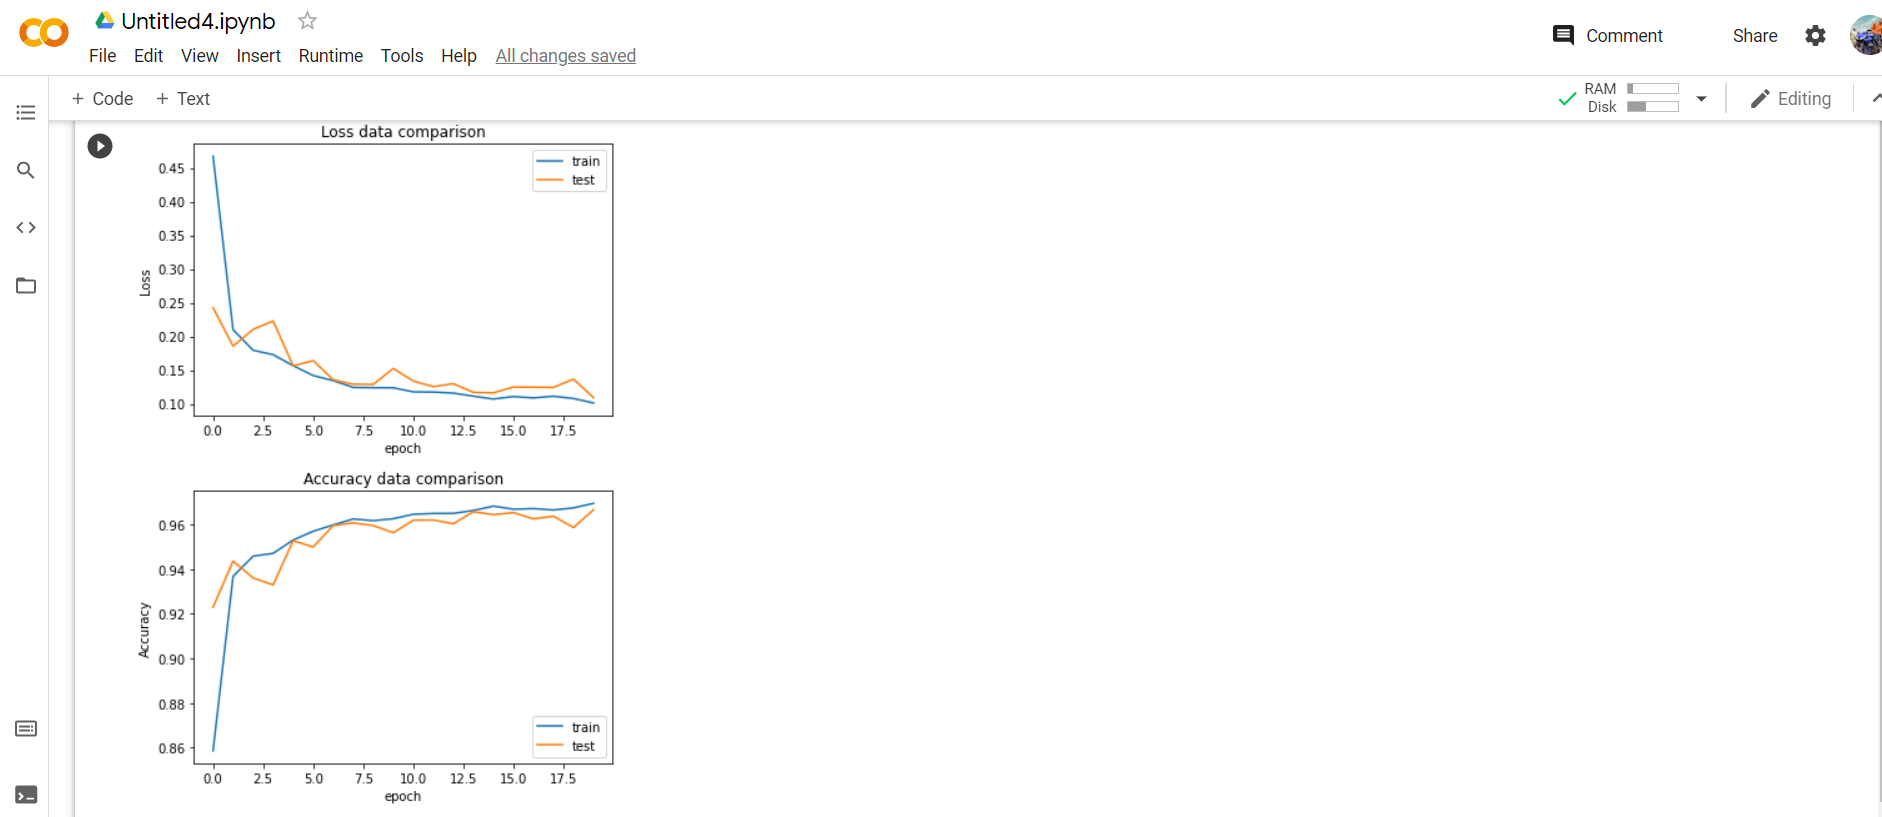 Untitled4.ipynb
File Edit View Insert Runtime Tools Help All changes saved
Comment Share
+ Code + Text
RAM
Disk
Editing
Loss data comparison
train
test
0.45
0.40
0.35
0.30
0.25
0.20
0.15
0.10
Loss
0.0 2.5 5.0 7.5 10.0 12.5 15.0 17.5
epoch
Accuracy data comparison
0.96
0.94
0.92
0.90
0.88
0.86
Accuracy
train
test
0.0 2.5 5.0 7.5 10.0 12.5 15.0 17.5
epoch